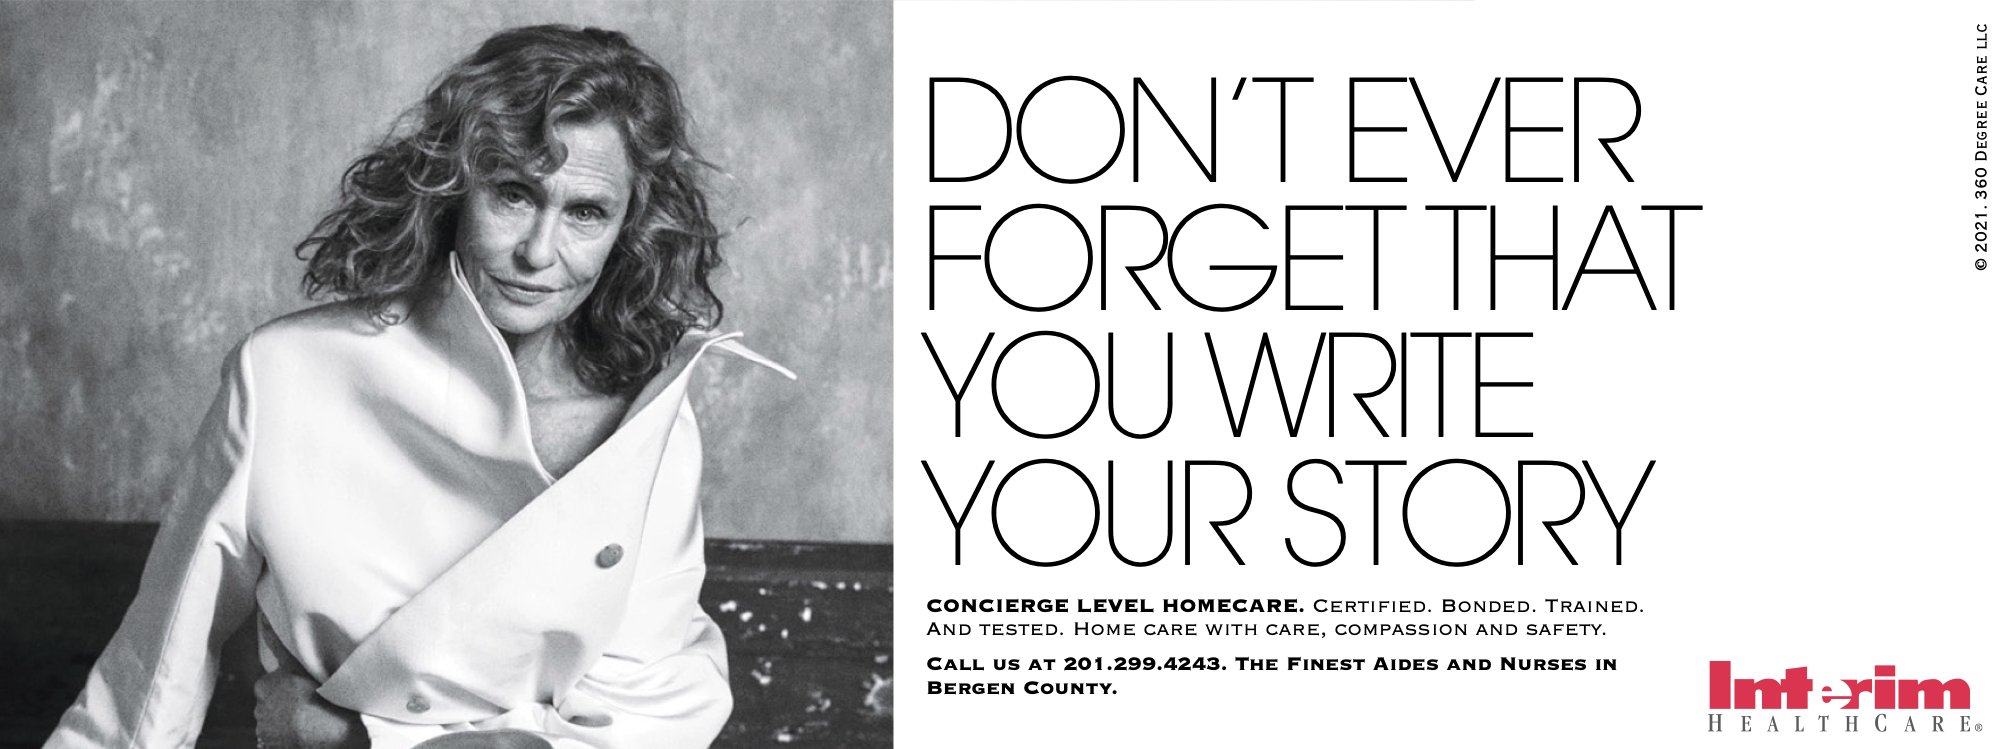 DON'T EVER
FORGET THAT
YOU WRITE
YOUR STORY
CONCIERGE LEVEL HOMECARE. CERTIFIED. BONDED. TRAINED.
AND TESTED. HOME CARE WITH CARE, COMPASSION AND SAFETY.
CALL US AT 201.299.4243. THE FINEST AIDES AND NURSES IN
BERGEN COUNTY.
Interim
HEALTHCARE®
© 2021. 360 DEGREE CARE LLC